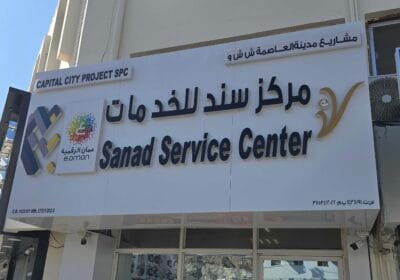 CAPITAL CITY PROJECT SPC
مشاريع مدينة العاصمة ش ش و
مركز سند للخدمات
Sanad Service Center
عمان الرقمية
e.oman